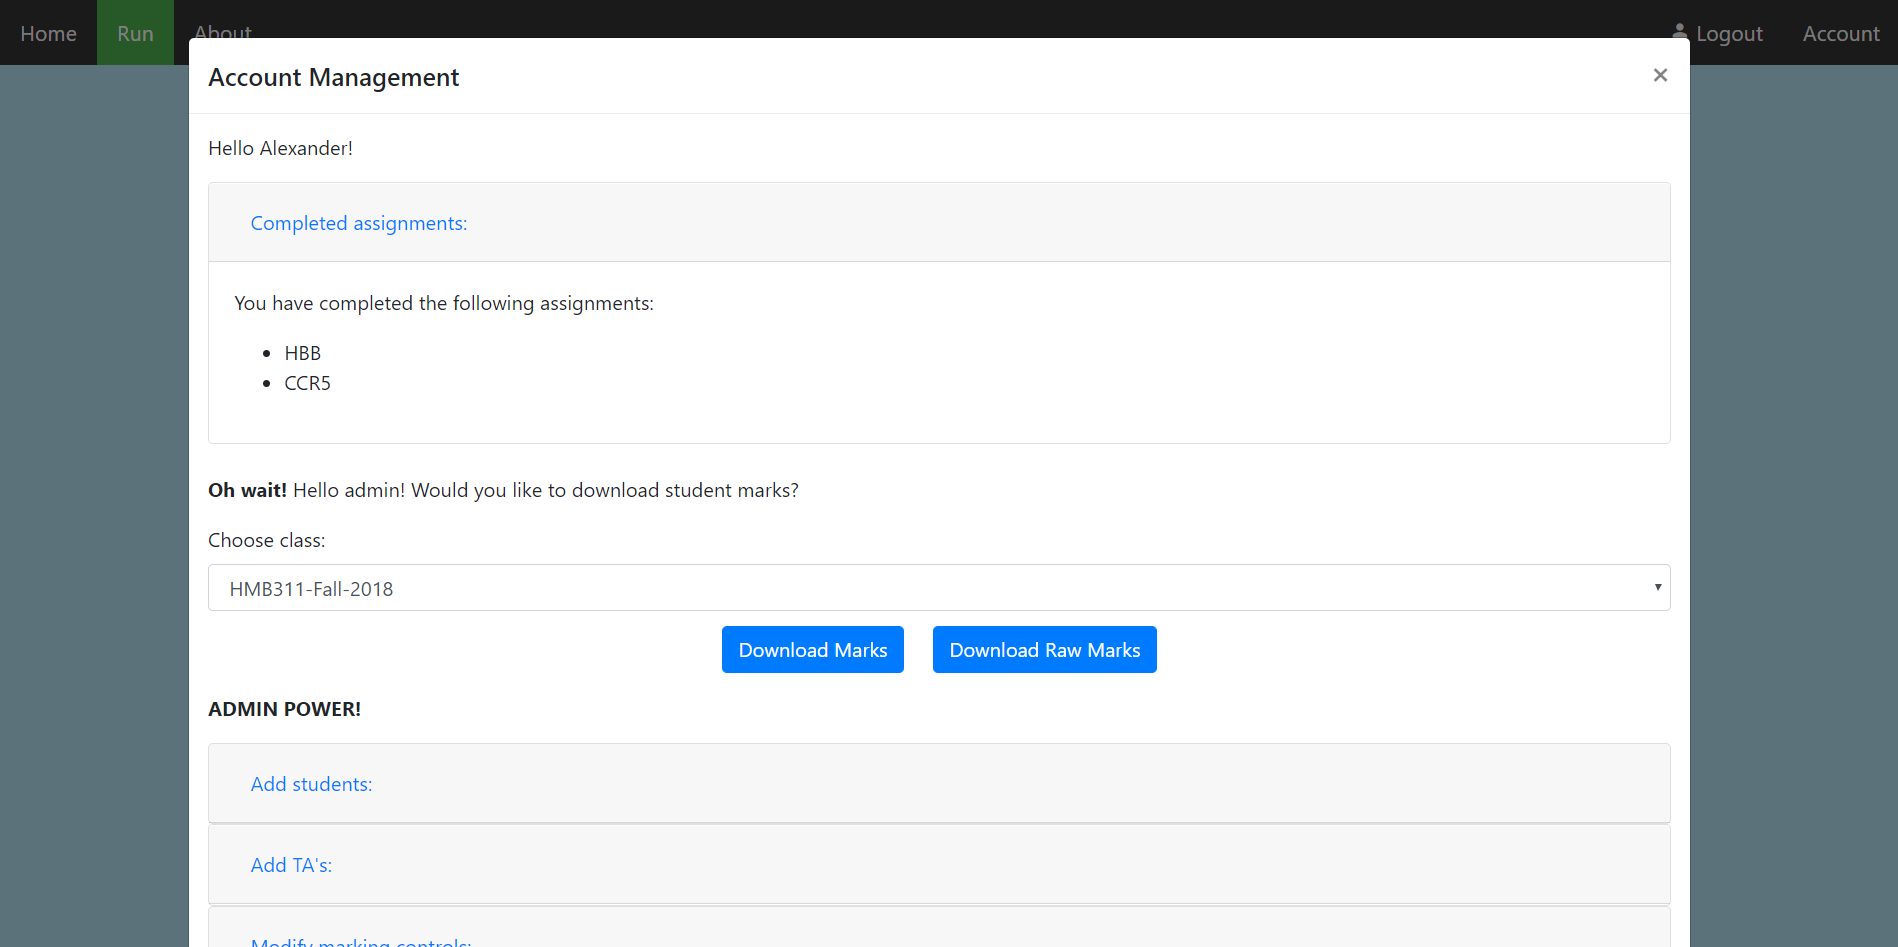 Home Run About Logout Account
Account Management ×
Hello Alexander!
Completed assignments:
You have completed the following assignments:
• HBB
• CCR5
Oh wait! Hello admin! Would you like to download student marks?
Choose class:
HMB311-Fall-2018
Download Marks Download Raw Marks
ADMIN POWER!
Add students:
Add TA's:
Modify marking controls: